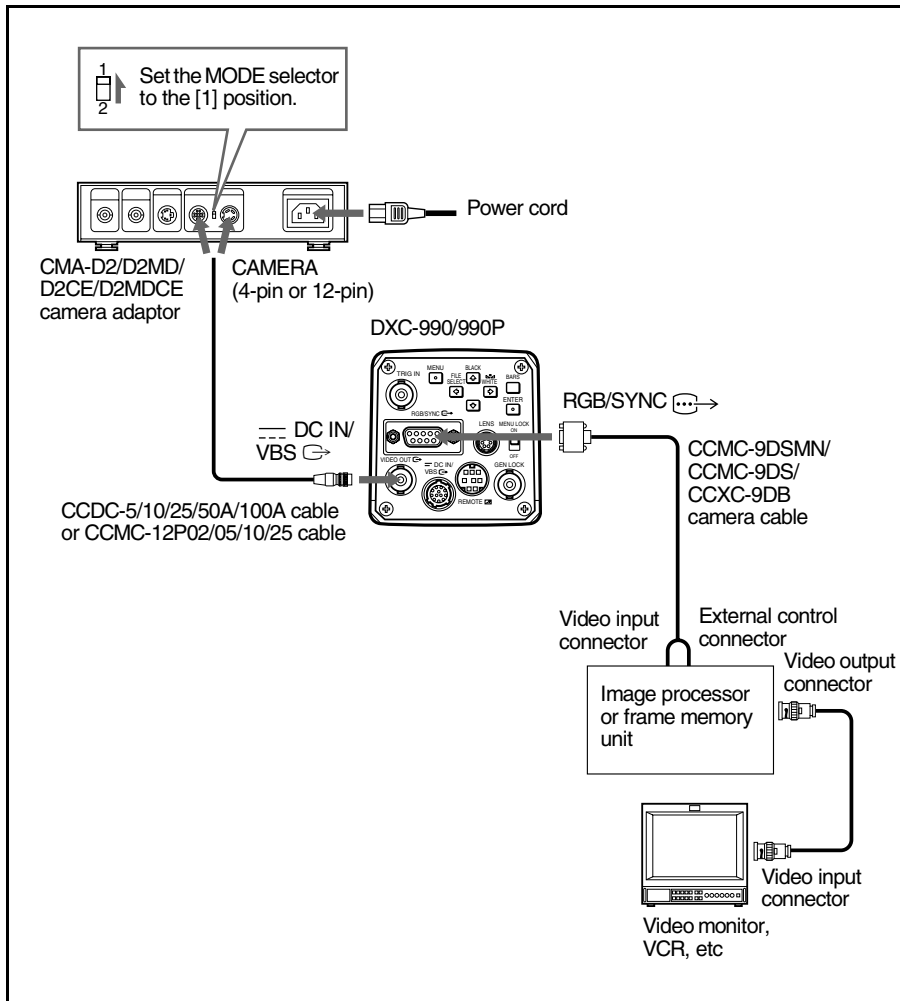 1
2
Set the MODE selector
to the [1] position.
Power cord
CMA-D2/D2MD/
D2CE/D2MDCE
camera adaptor
CAMERA
(4-pin or 12-pin)
DXC-990/990P
TRIG IN
MENU
FILE
SELECT
BLACK
WHITE
BARS
ENTER
RGB/SYNC
LENS
MENU LOCK
ON
OFF
VIDEO OUT
DC IN/
VBS
GEN LOCK
REMOTE
RGB/SYNC
DC IN/
VBS
CCMC-9DSMN/
CCMC-9DS/
CCXC-9DB
camera cable
CCDC-5/10/25/50A/100A cable
or CCMC-12P02/05/10/25 cable
Video input
connector
External control
connector
Video output
connector
Image processor
or frame memory
unit
Video input
connector
Video monitor,
VCR, etc